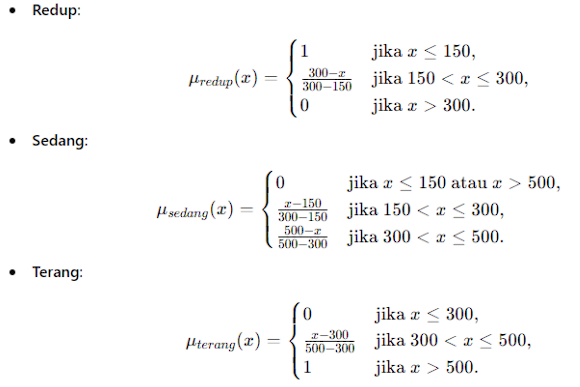 • Redup:
μ_redup(x) = { 1 jika x ≤ 150,
(300−x)/(300−150) jika 150 < x ≤ 300,
0 jika x > 300.
• Sedang:
μ_sedang(x) = { 0 jika x ≤ 150 atau x > 500,
(x−150)/(300−150) jika 150 < x ≤ 300,
(500−x)/(500−300) jika 300 < x ≤ 500.
• Terang:
μ_terang(x) = { 0 jika x ≤ 300,
(x−300)/(500−300) jika 300 < x ≤ 500,
1 jika x > 500.